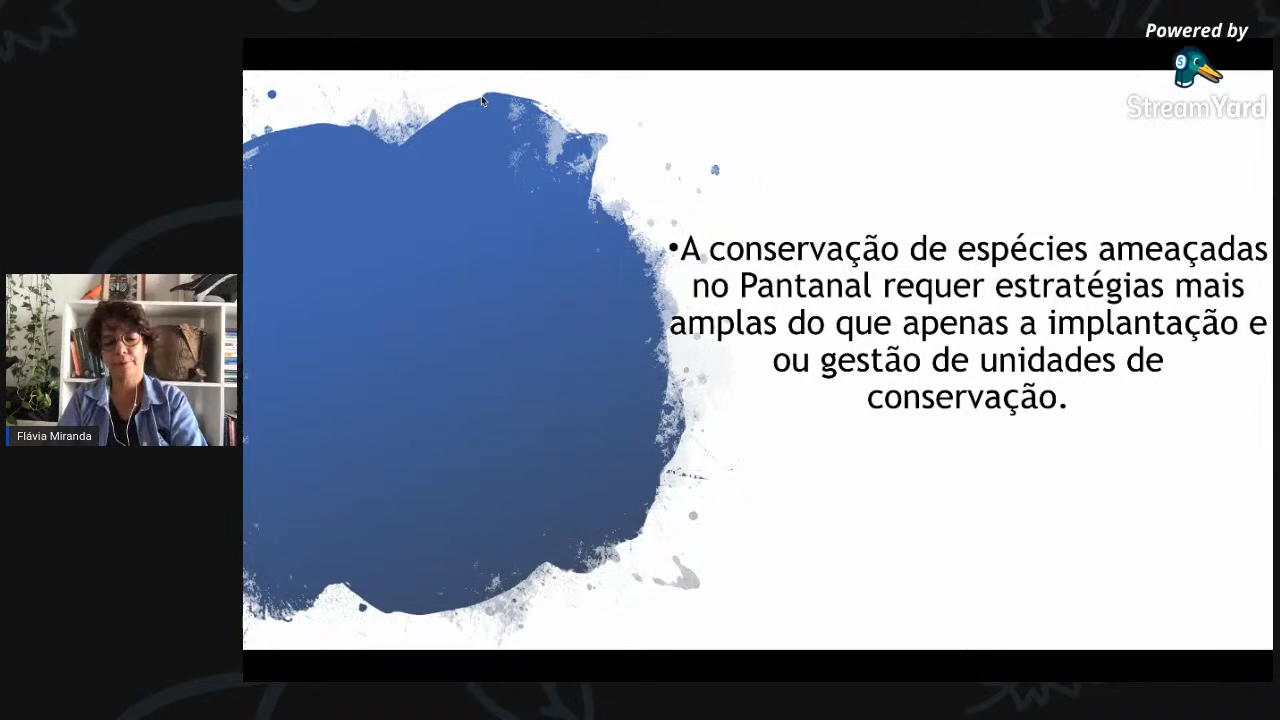 Powered by
StreamYard
•A conservação de espécies ameaçadas
no Pantanal requer estratégias mais
amplas do que apenas a implantação e
ou gestão de unidades de
conservação.
Flávia Miranda